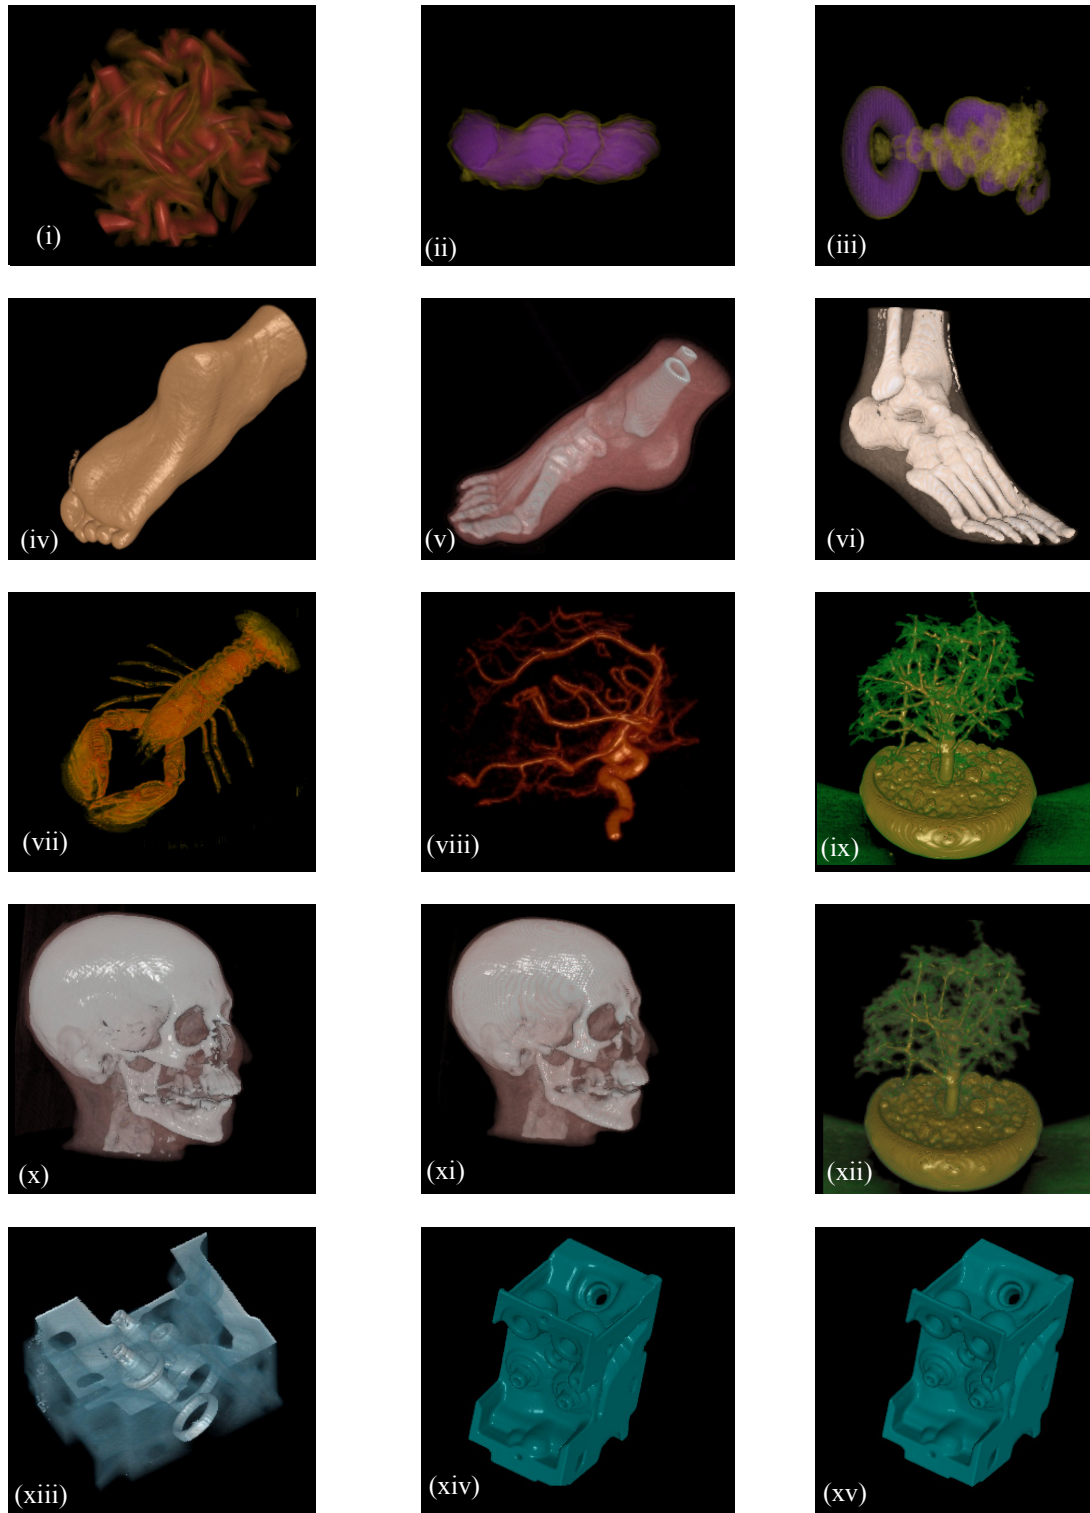 (i)
(ii)
(iii)
(iv)
(v)
(vi)
(vii)
(viii)
(ix)
(x)
(xi)
(xii)
(xiii)
(xiv)
(xv)